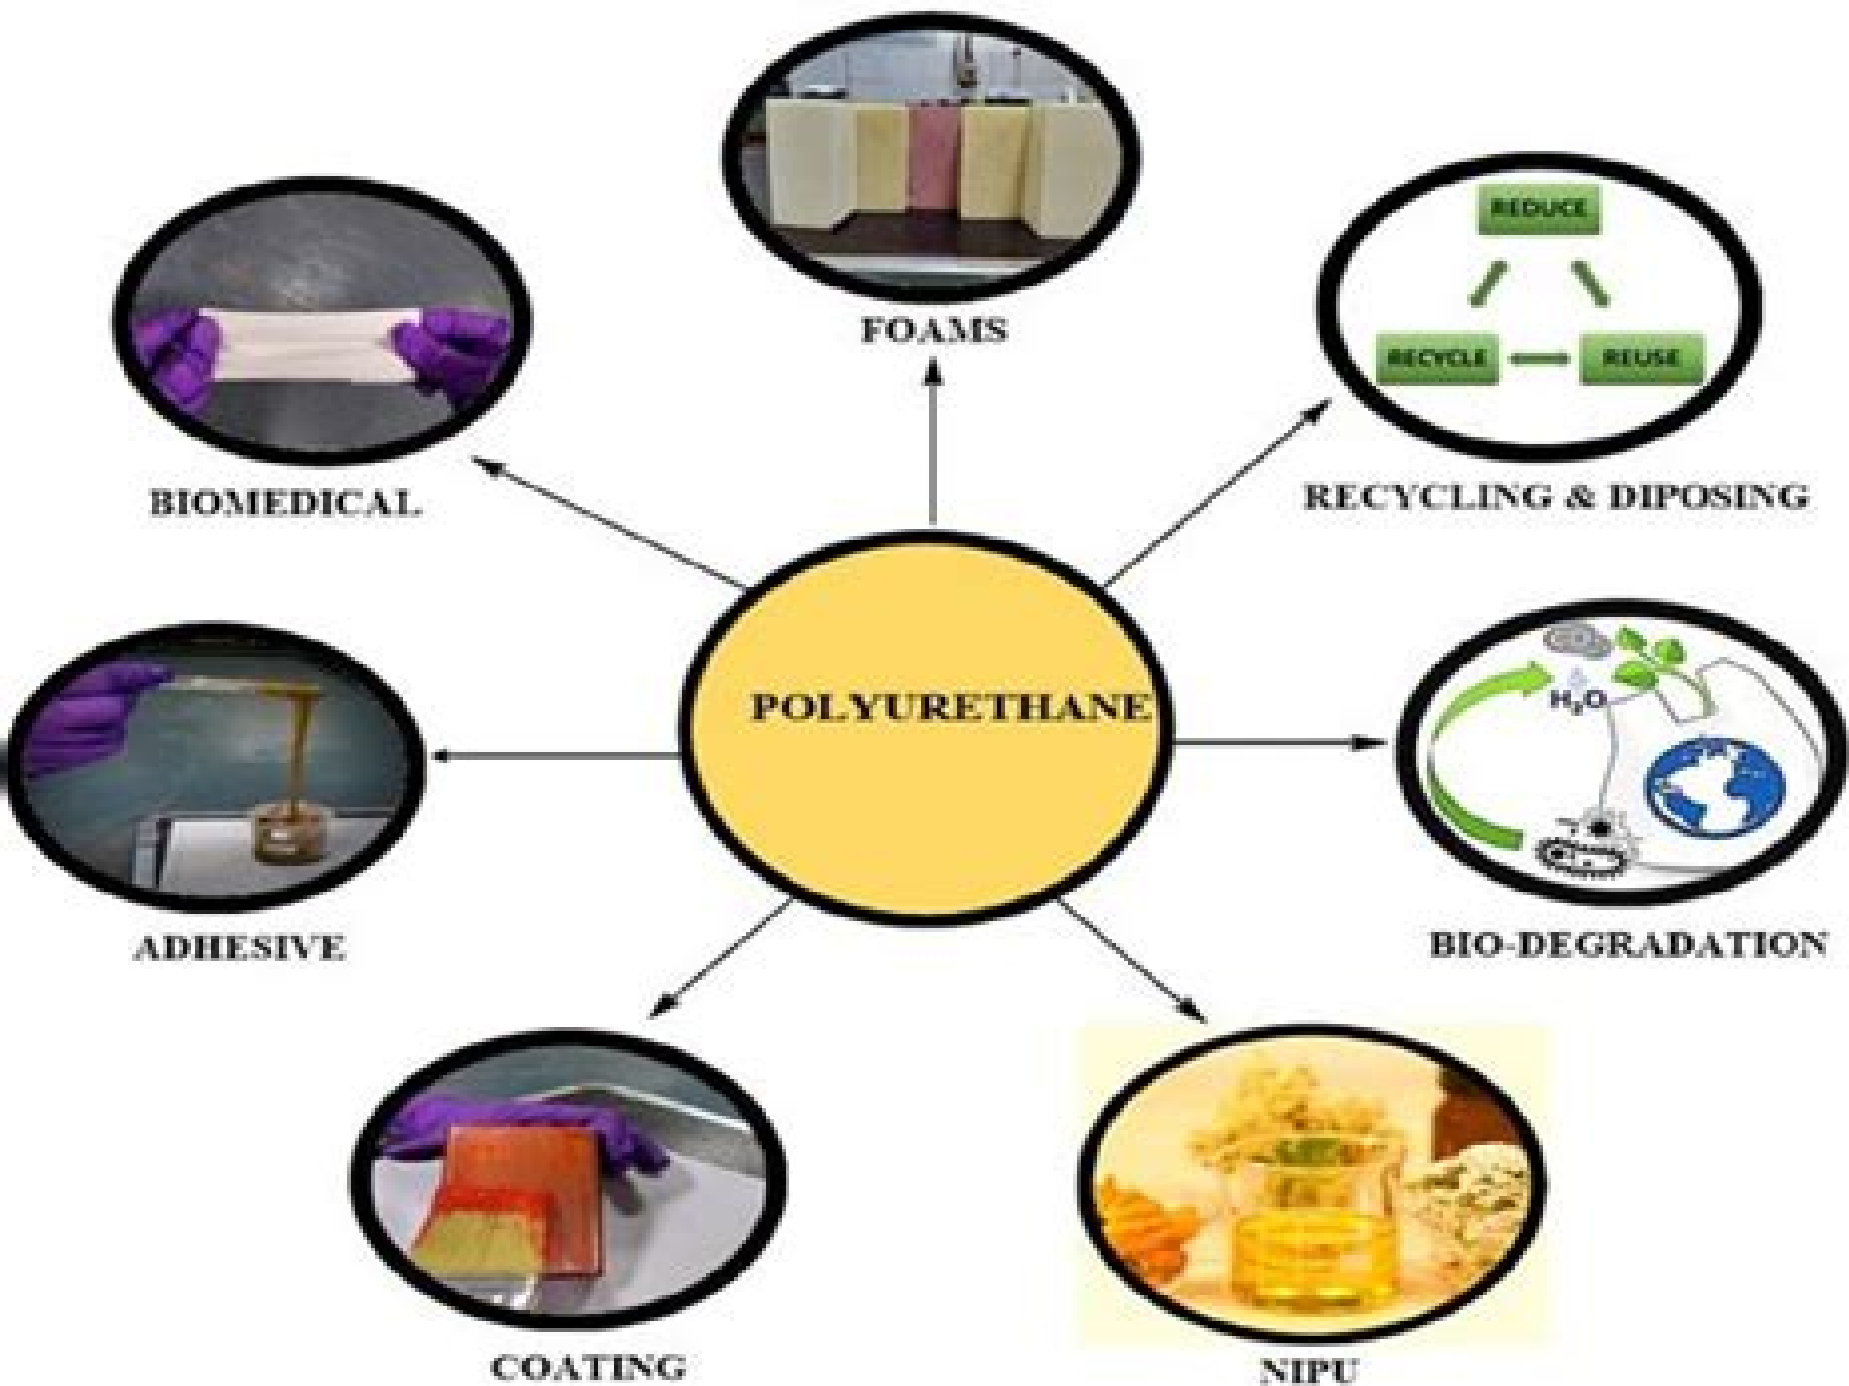 FOAMS
REDUCE
RECYCLE
REUSE
RECYCLING & DIPOSING
BIOMEDICAL
POLYURETHANE
H₂O
ADHESIVE
BIO-DEGRADATION
COATING
NIPU